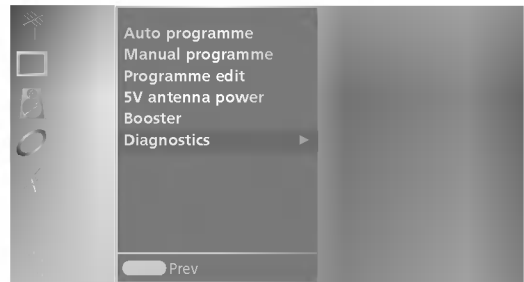 Auto programme
Manual programme
Programme edit
5V antenna power
Booster
Diagnostics
Prev